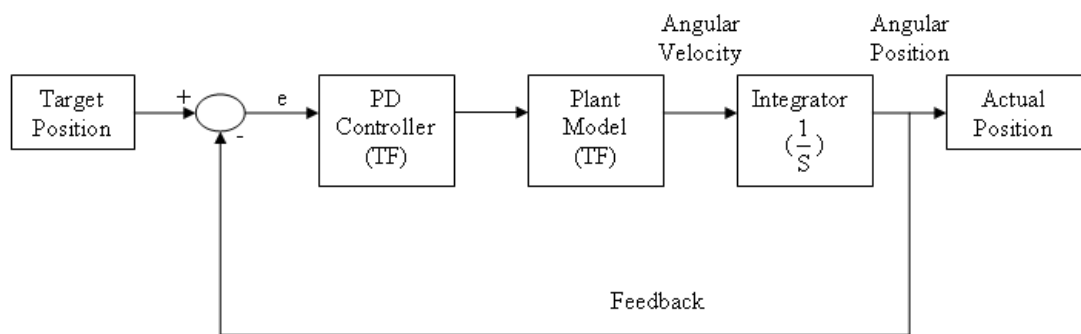 Angular
Velocity
Angular
Position
Target
Position
+
-
e
PD
Controller
(TF)
Plant
Model
(TF)
Integrator
(1/S)
Actual
Position
Feedback